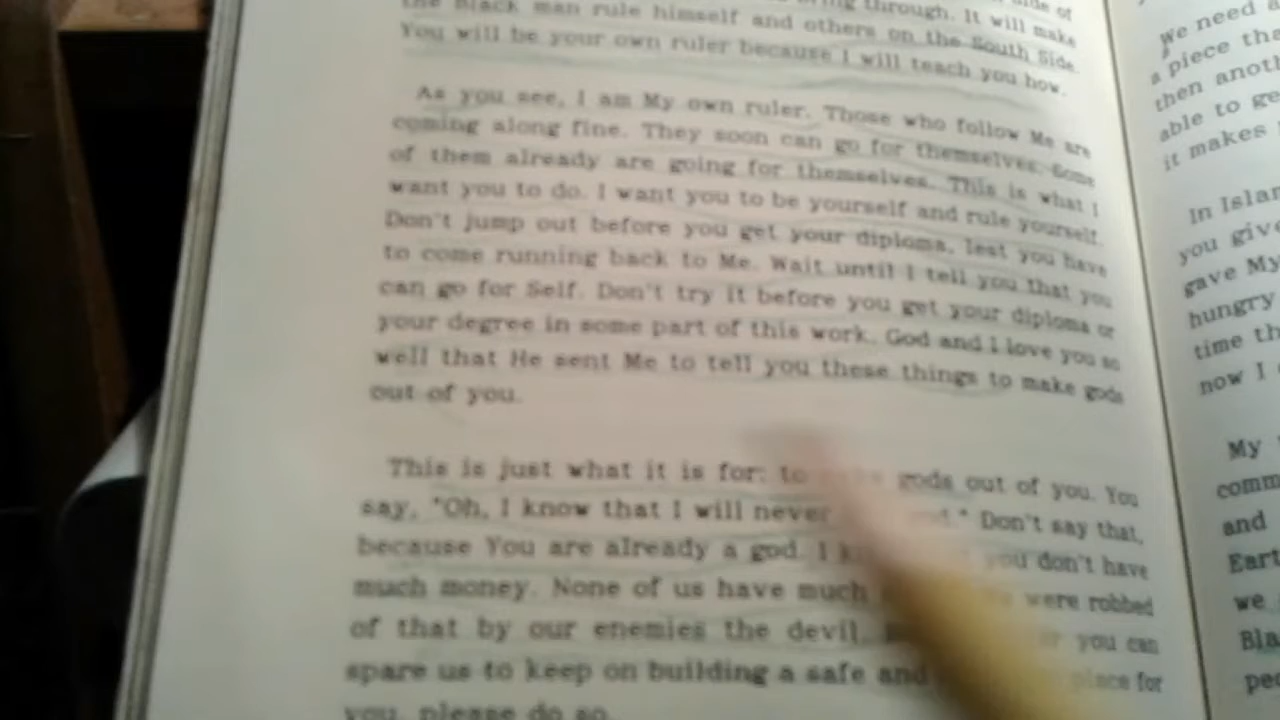 side of
through. It will make
the Black man rule himself and others on the South Side.
You will be your own ruler because I will teach you how.
As you see, I am My own ruler. Those who follow Me are
coming along fine. They soon can go for themselves. Some
of them already are going for themselves. This is what I
want you to do. I want you to be yourself and rule yourself.
Don't jump out before you get your diploma, lest you have
to come running back to Me. Wait until I tell you that you
can go for Self. Don't try it before you get your diploma or
your degree in some part of this work. God and I love you so
well that He sent Me to tell you these things to make gods
out of you.
This is just what it is for: to gods out of you. You
say, "Oh, I know that I will never " Don't say that,
because You are already a god. I you don't have
much money. None of us have much were robbed
of that by our enemies the devil. you can
spare us to keep on building a safe and place for
you, please do so.
We need
a piece
then
able to
it makes
In
you
gave My
hungry
time
now I
My
and
we